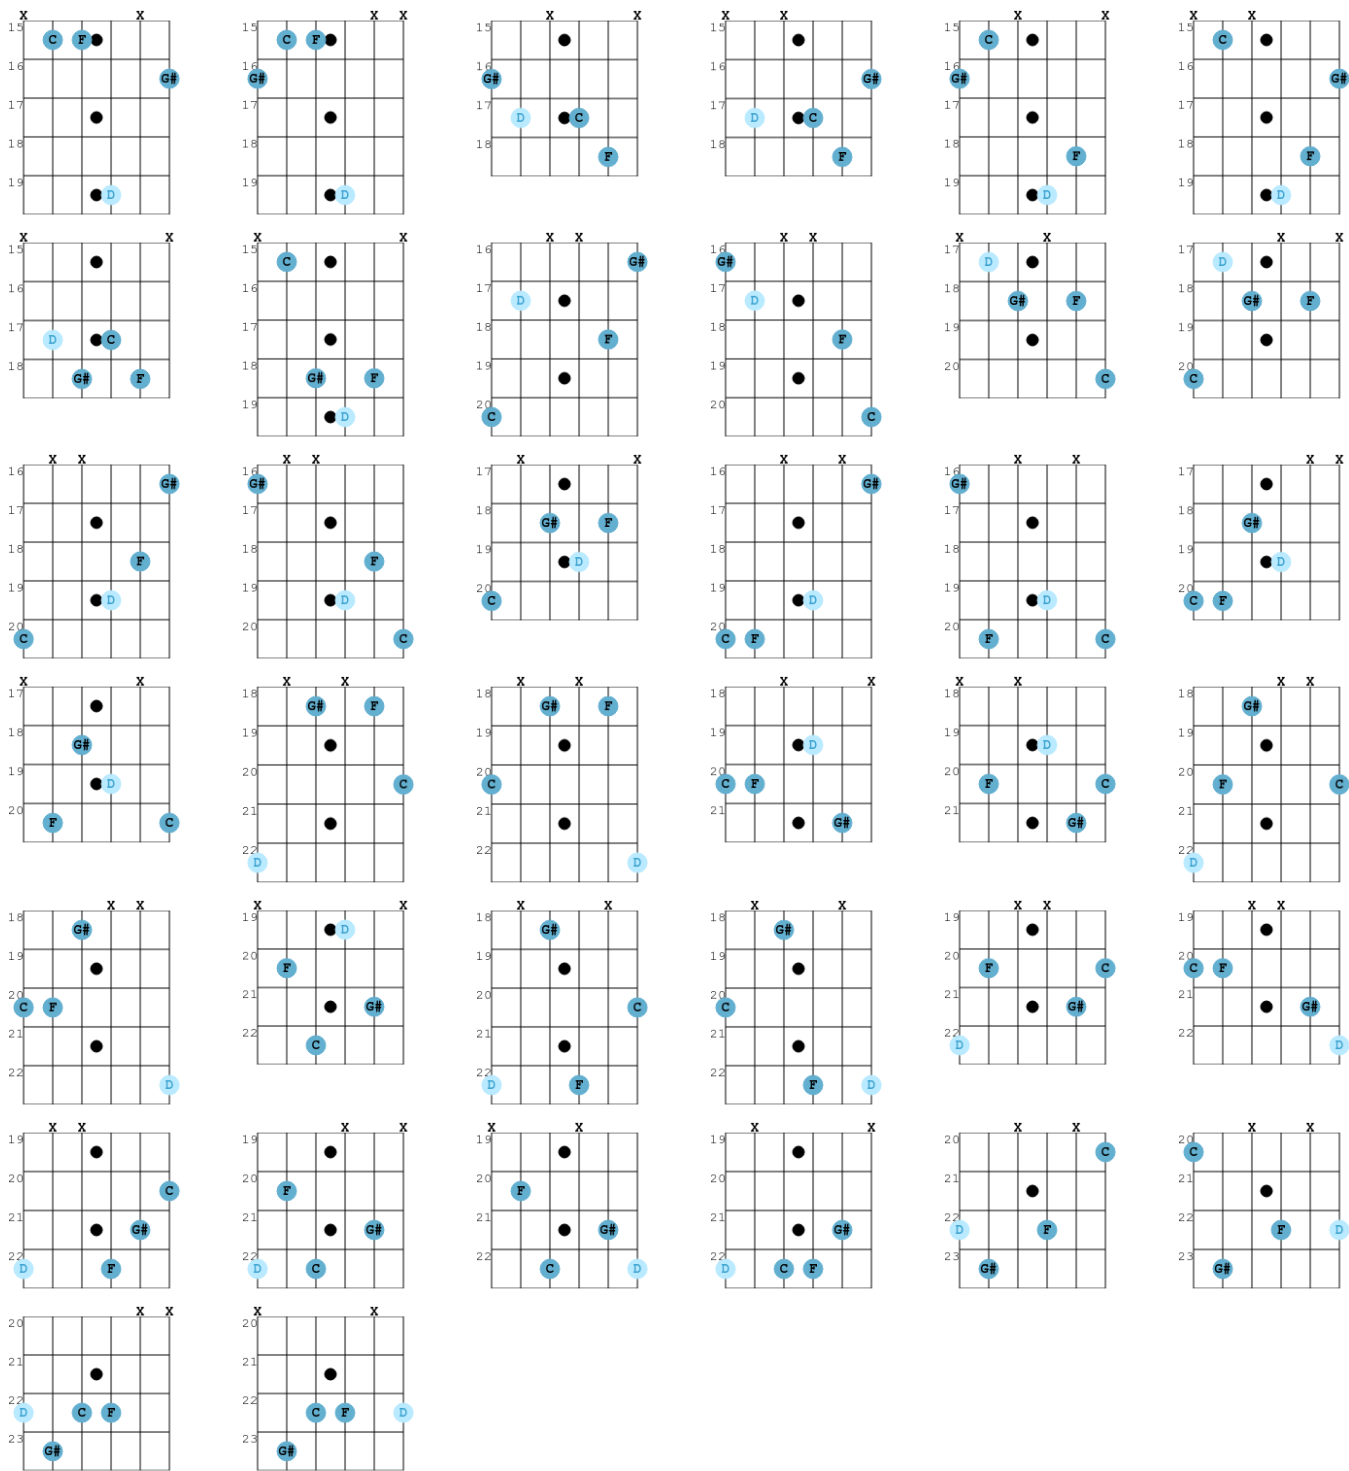 X X
15 C F
16 G#
17
18
19 D
X X
15 C F
16 G#
17
18
19 D
X X
15
16 G#
17 D C
18 F
X X
15
16 G#
17 D C
18 F
X X
15 C
16 G#
17
18 F
19 D
X X
15 C
16 G#
17
18 F
19 D
X X
15
16
17 D C
18 G# F
X X
15 C
16
17
18 G# F
19 D
X X
16 G#
17 D
18 F
19
20 C
X X
16 G#
17 D
18 F
19
20 C
X X
17 D
18 G# F
19
20 C
X X
17 D
18 G# F
19
20 C
X X
16 G#
17
18 F
19 D
20 C
X X
16 G#
17
18 F
19 D
20 C
X X
17
18 G# F
19 D
20 C
X X
16 G#
17
18
19 D
20 C F
X X
16 G#
17
18
19 D
20 F C
X X
17
18 G#
19 D
20 C F
X X
17
18 G#
19 D
20 F C
X X
18 G# F
19
20 C
21
22 D
X X
18 G# F
19
20 C
21
22 D
X X
18
19 D
20 C F
21 G#
X X
18
19 D
20 F C
21 G#
X X
18 G#
19
20 F C
21
22 D
X X
18 G#
19
20 C F
21
22 D
X X
19 D
20 F
21 G#
22 C
X X
18 G#
19
20 C
21
22 D F
X X
18 G#
19
20 C
21
22 F D
X X
19
20 F C
21 G#
22 D
X X
19
20 C F
21 G#
22 D
X X
19
20 C
21 G#
22 D F
X X
19
20 F
21 G#
22 D C
X X
19
20 F
21 G#
22 C D
X X
19
20
21 G#
22 D C F
X X
20 C
21
22 D F
23 G#
X X
20 C
21
22 F D
23 G#
X X
20
21
22 D C F
23 G#
X X
20
21
22 C F D
23 G#